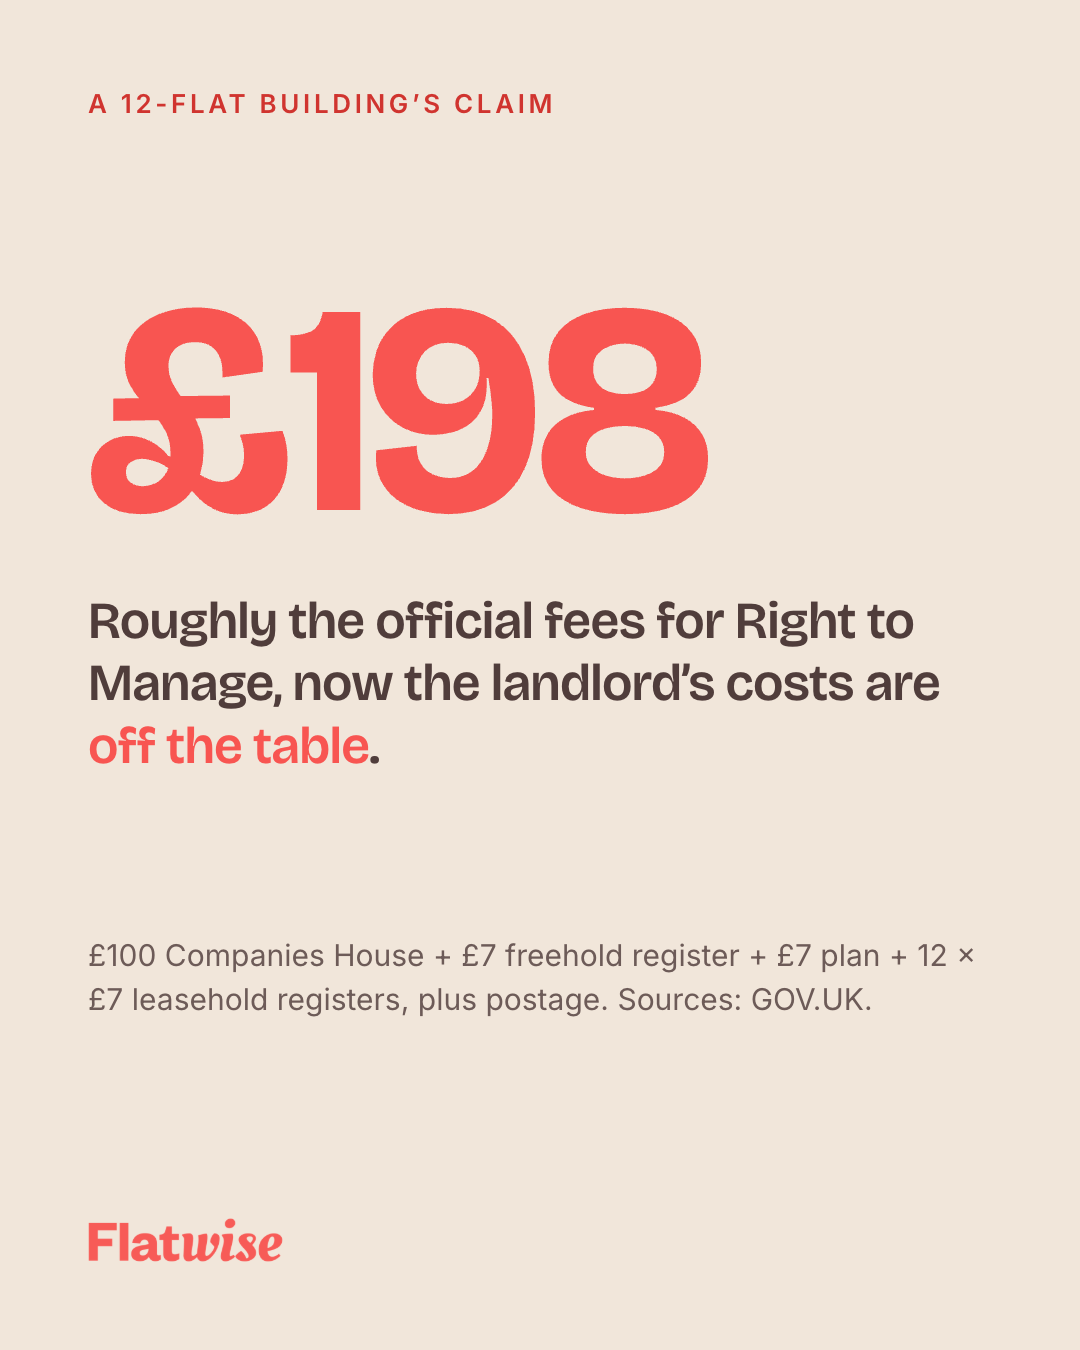 A 12-FLAT BUILDING’S CLAIM
£198
Roughly the official fees for Right to
Manage, now the landlord’s costs are
off the table.
£100 Companies House + £7 freehold register + £7 plan + 12 ×
£7 leasehold registers, plus postage. Sources: GOV.UK.
Flatwise